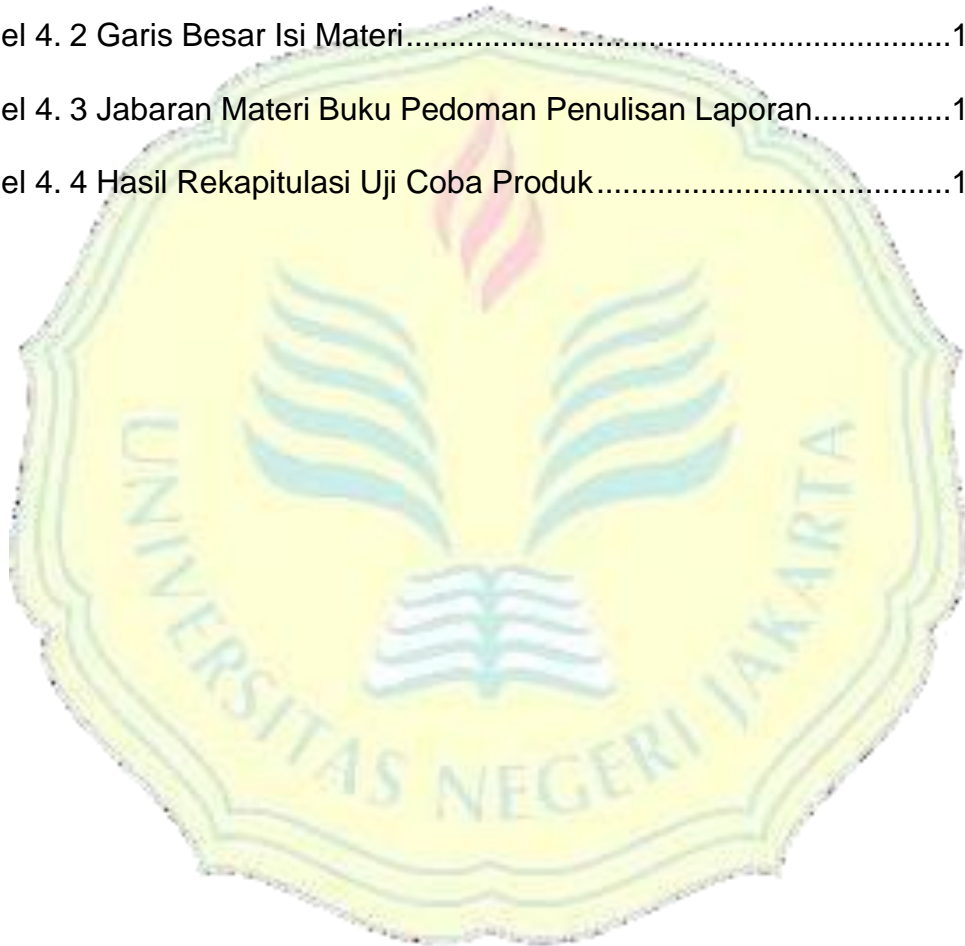 el 4. 2 Garis Besar Isi Materi.................................................................1
el 4. 3 Jabaran Materi Buku Pedoman Penulisan Laporan................1
el 4. 4 Hasil Rekapitulasi Uji Coba Produk.........................................1
UNIVERSITAS NEGERI JAKARTA